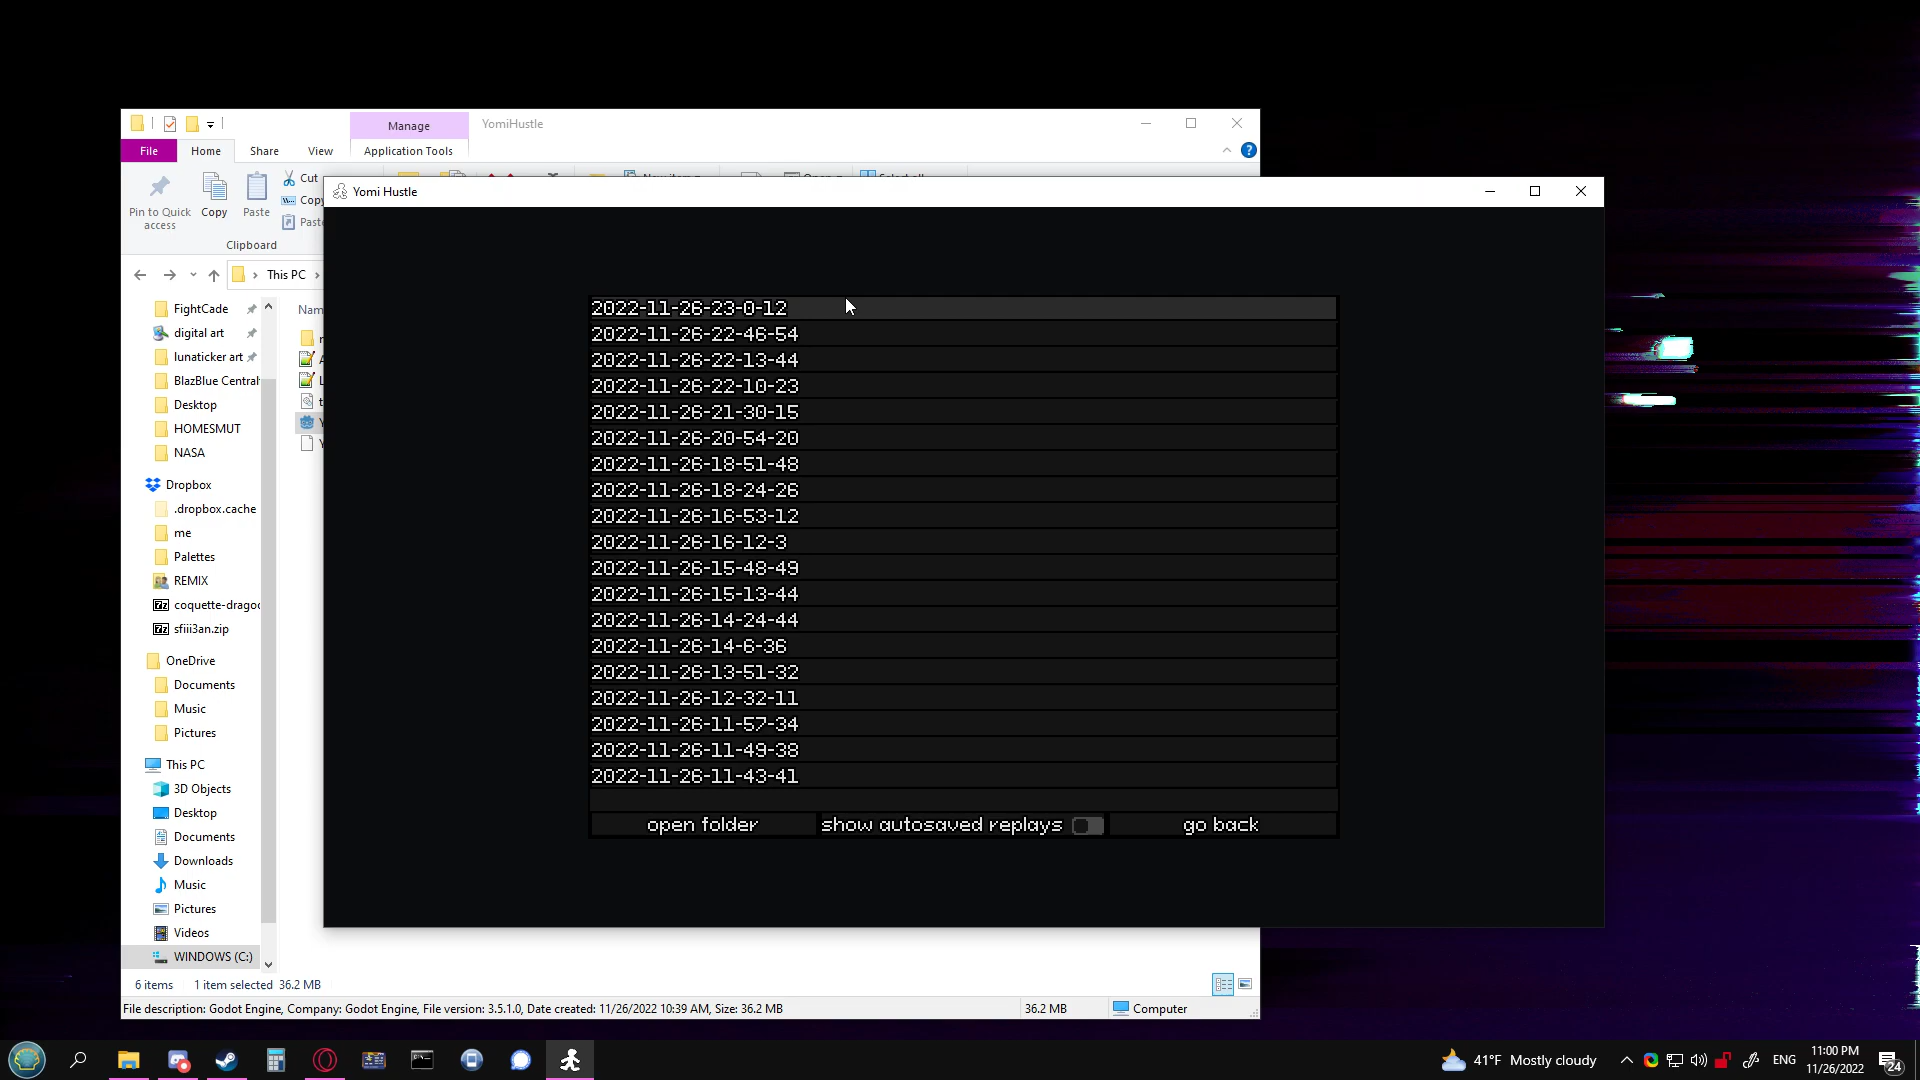 Manage
YomiHustle
File
Home
Share
View
Application Tools
Pin to Quick
access
Copy
Paste
Cut
Clipboard
This PC
Yomi Hustle
FightCade
digital art
lunaticker art
BlazBlue Central
Desktop
HOMESMUT
NASA
Dropbox
.dropbox.cache
me
Palettes
REMIX
sfiii3an.zip
OneDrive
Documents
Music
Pictures
This PC
3D Objects
Desktop
Documents
Downloads
Music
Pictures
Videos
WINDOWS (C:)
2022-11-26-23-0-12
2022-11-26-22-46-54
2022-11-26-22-13-44
2022-11-26-22-10-23
2022-11-26-21-30-15
2022-11-26-20-54-20
2022-11-26-18-51-48
2022-11-26-18-24-26
2022-11-26-16-53-12
2022-11-26-16-12-3
2022-11-26-15-48-49
2022-11-26-15-13-44
2022-11-26-14-24-44
2022-11-26-14-6-36
2022-11-26-13-51-32
2022-11-26-12-32-11
2022-11-26-11-57-34
2022-11-26-11-49-38
2022-11-26-11-43-41
open folder
show autosaved replays
go back
6 items
1 item selected 36.2 MB
File description: Godot Engine, Company: Godot Engine, File version: 3.5.1.0, Date created: 11/26/2022 10:39 AM, Size: 36.2 MB
36.2 MB
Computer
41°F Mostly cloudy
ENG
11:00 PM
11/26/2022
24